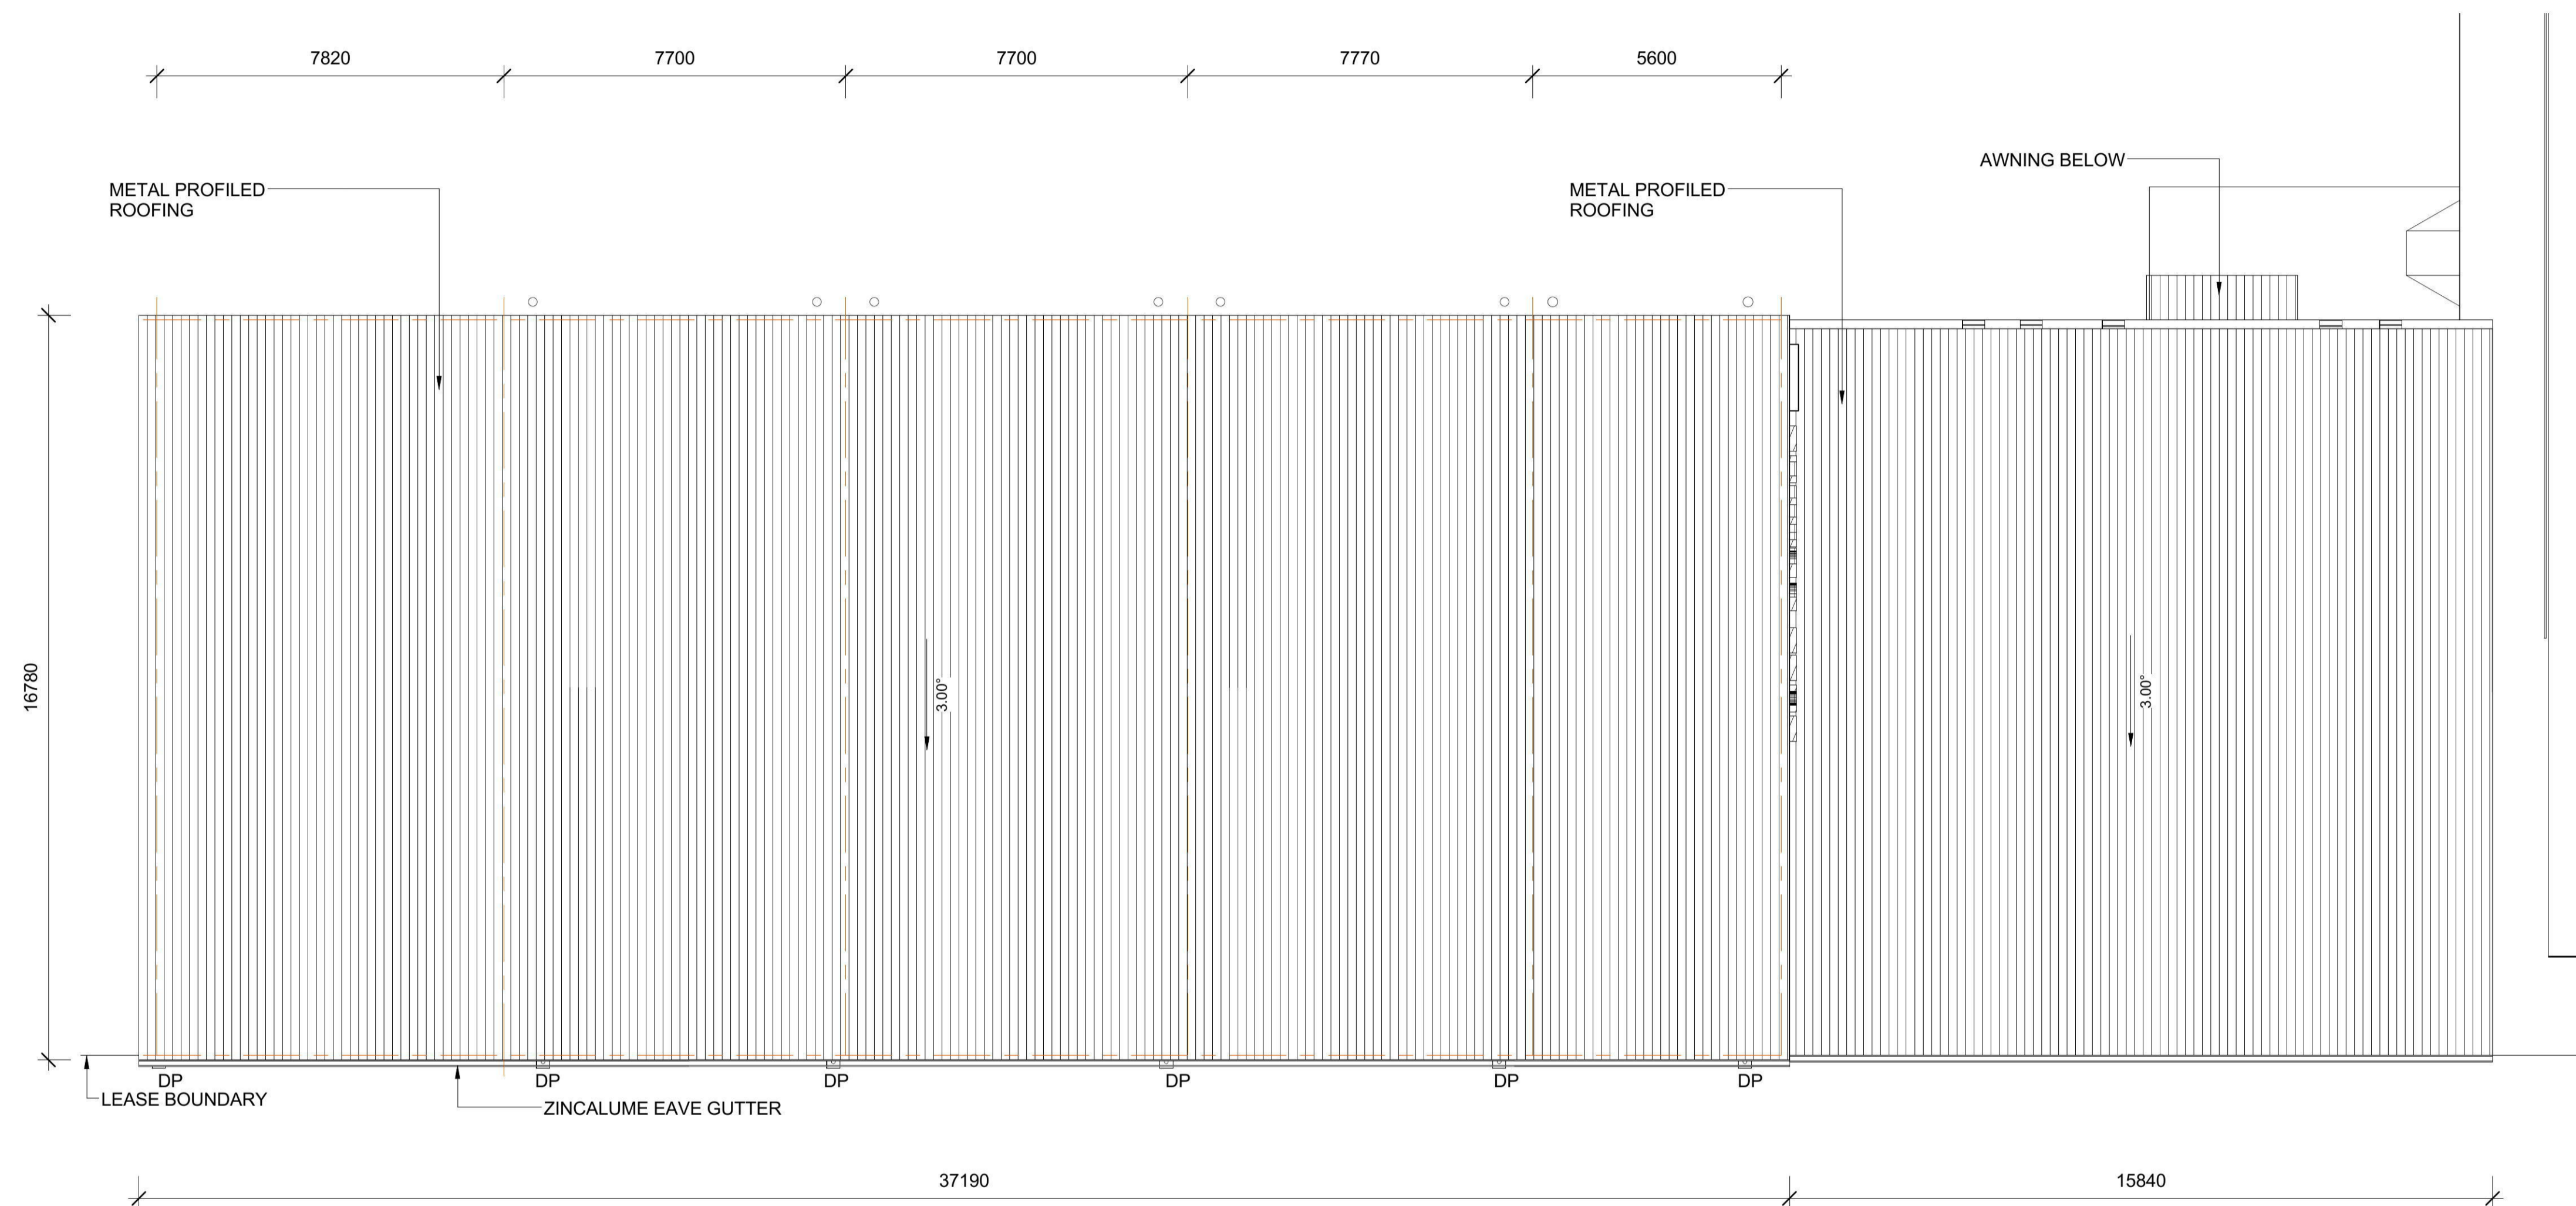 7820
7700
7700
7770
5600
AWNING BELOW
METAL PROFILED
ROOFING
METAL PROFILED
ROOFING
16780
3.00°
3.00°
DP
DP
DP
DP
DP
DP
LEASE BOUNDARY
ZINCALUME EAVE GUTTER
37190
15840